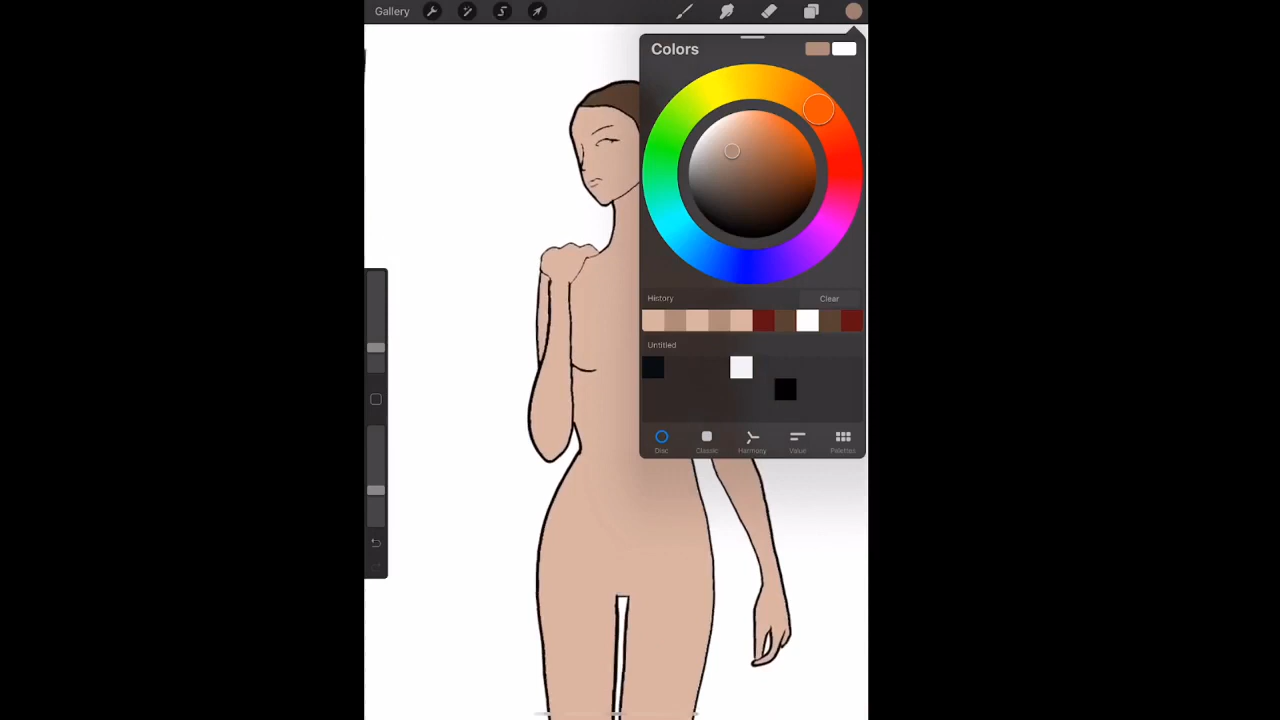 Gallery
Colors
History Clear
Untitled
Disc Classic Harmony Value Palettes